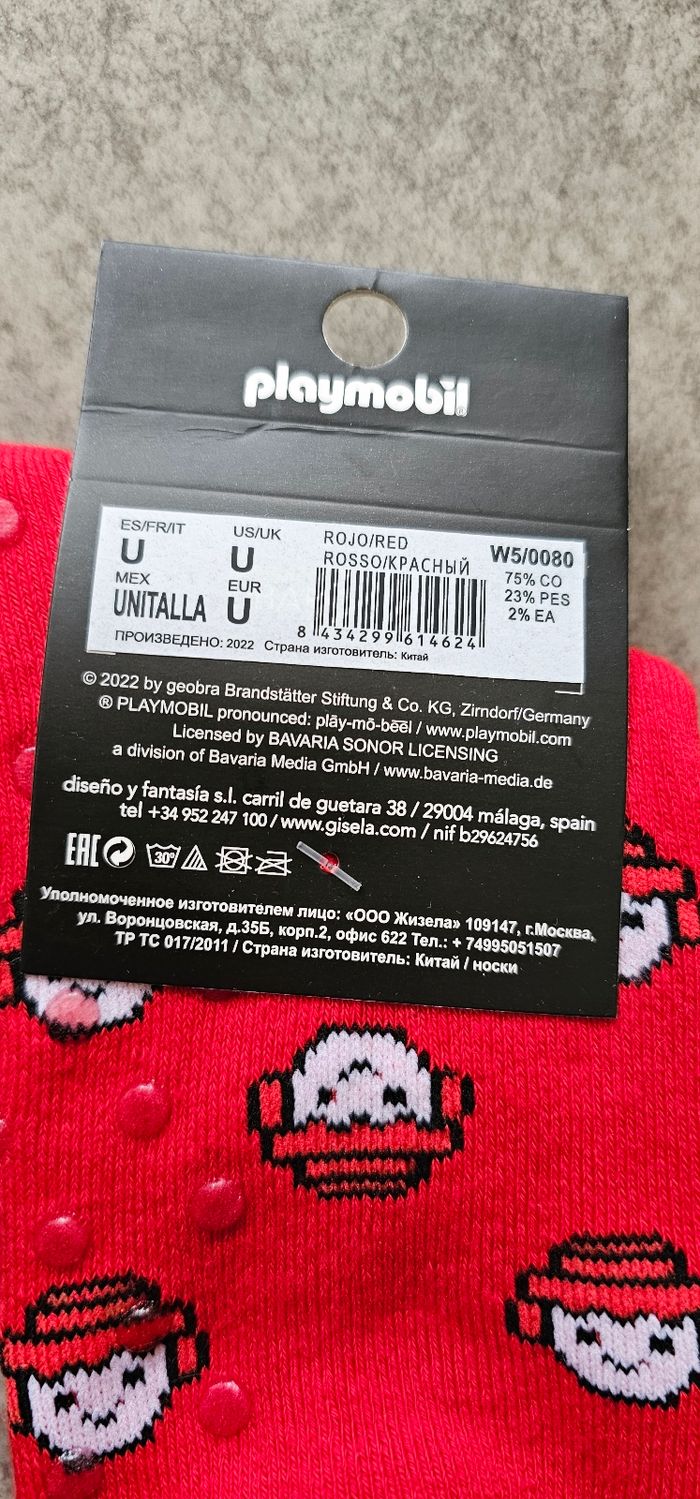 playmobil®
ES/FR/IT US/UK ROJO/RED W5/0080
U U ROSSO/КРАСНЫЙ 75% CO
MEX EUR 23% PES
UNITALLA U 2% EA
8 434299 614624
ПРОИЗВЕДЕНО: 2022 Страна изготовитель: Китай
© 2022 by geobra Brandstätter Stiftung & Co. KG, Zirndorf/Germany
® PLAYMOBIL pronounced: plāy-mō-bēēl / www.playmobil.com
Licensed by BAVARIA SONOR LICENSING
a division of Bavaria Media GmbH / www.bavaria-media.de
diseño y fantasía s.l. carril de guetara 38 / 29004 málaga, spain
tel +34 952 247 100 / www.gisela.com / nif b29624756
EAC 30°
Уполномоченное изготовителем лицо: «ООО Жизела» 109147, г.Москва,
ул. Воронцовская, д.35Б, корп.2, офис 622 Тел.: + 74995051507
ТР ТС 017/2011 / Страна изготовитель: Китай / носки